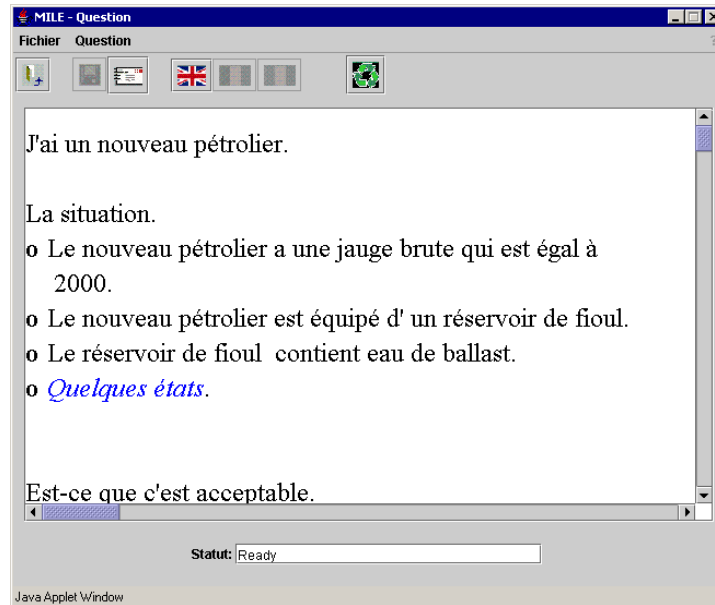 MILE - Question
Fichier Question ?
J'ai un nouveau pétrolier.
La situation.
o Le nouveau pétrolier a une jauge brute qui est égal à
2000.
o Le nouveau pétrolier est équipé d' un réservoir de fioul.
o Le réservoir de fioul contient eau de ballast.
o Quelques états.
Est-ce que c'est acceptable.
Statut: Ready
Java Applet Window